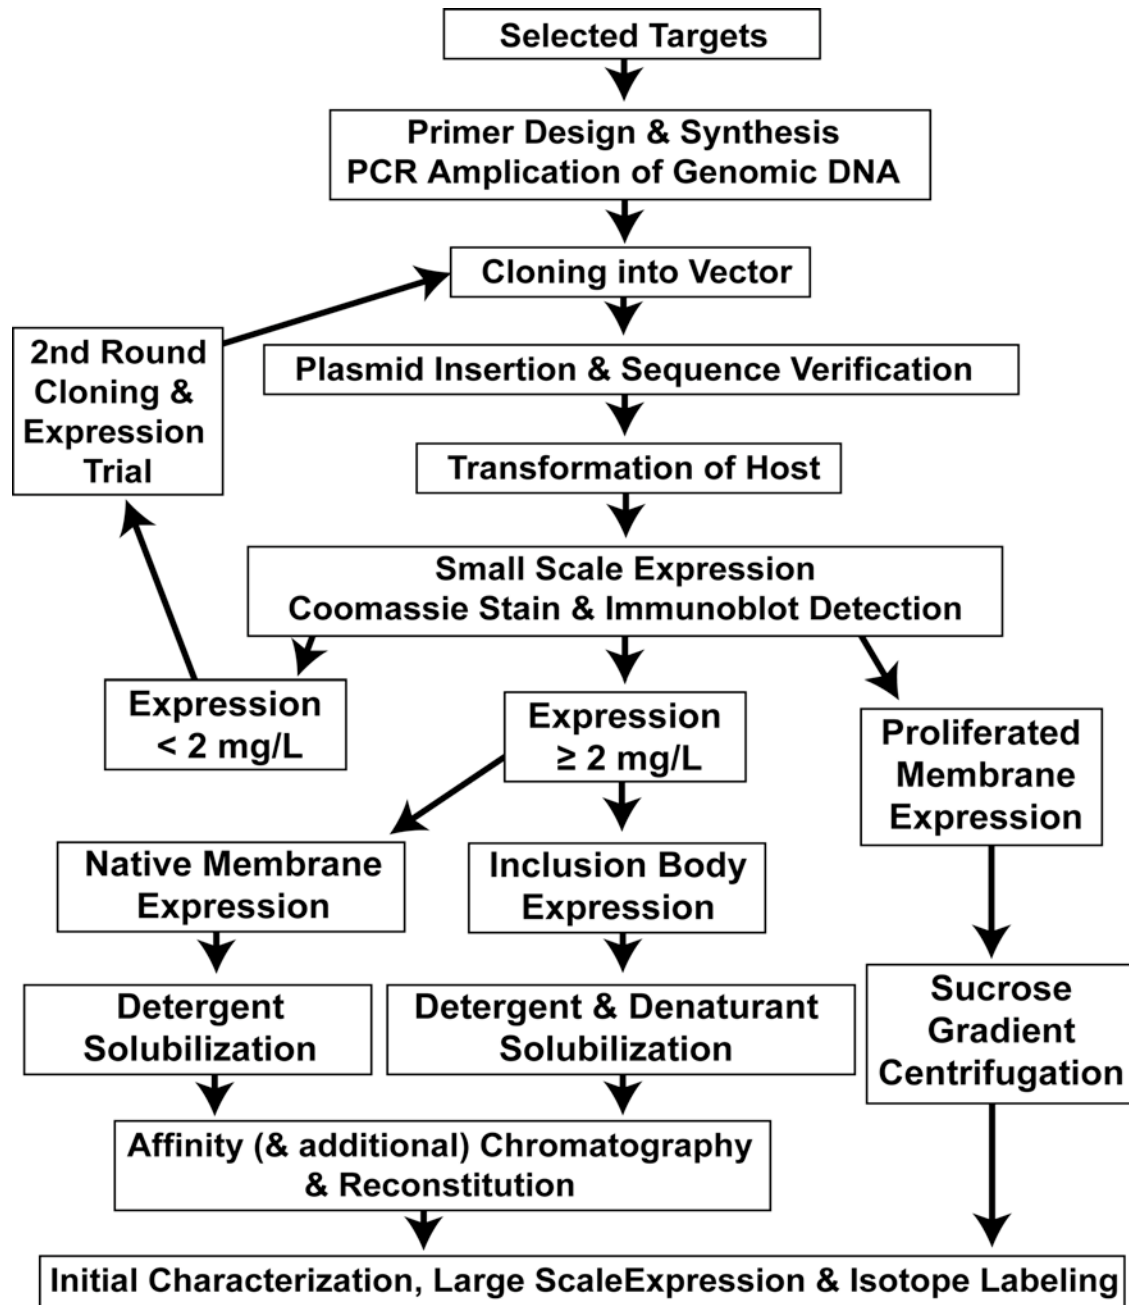 Selected Targets
Primer Design & Synthesis
PCR Amplication of Genomic DNA
Cloning into Vector
2nd Round
Cloning &
Expression
Trial
Plasmid Insertion & Sequence Verification
Transformation of Host
Small Scale Expression
Coomassie Stain & Immunoblot Detection
Expression
< 2 mg/L
Expression
≥ 2 mg/L
Proliferated
Membrane
Expression
Native Membrane
Expression
Inclusion Body
Expression
Detergent
Solubilization
Detergent & Denaturant
Solubilization
Sucrose
Gradient
Centrifugation
Affinity (& additional) Chromatography
& Reconstitution
Initial Characterization, Large ScaleExpression & Isotope Labeling